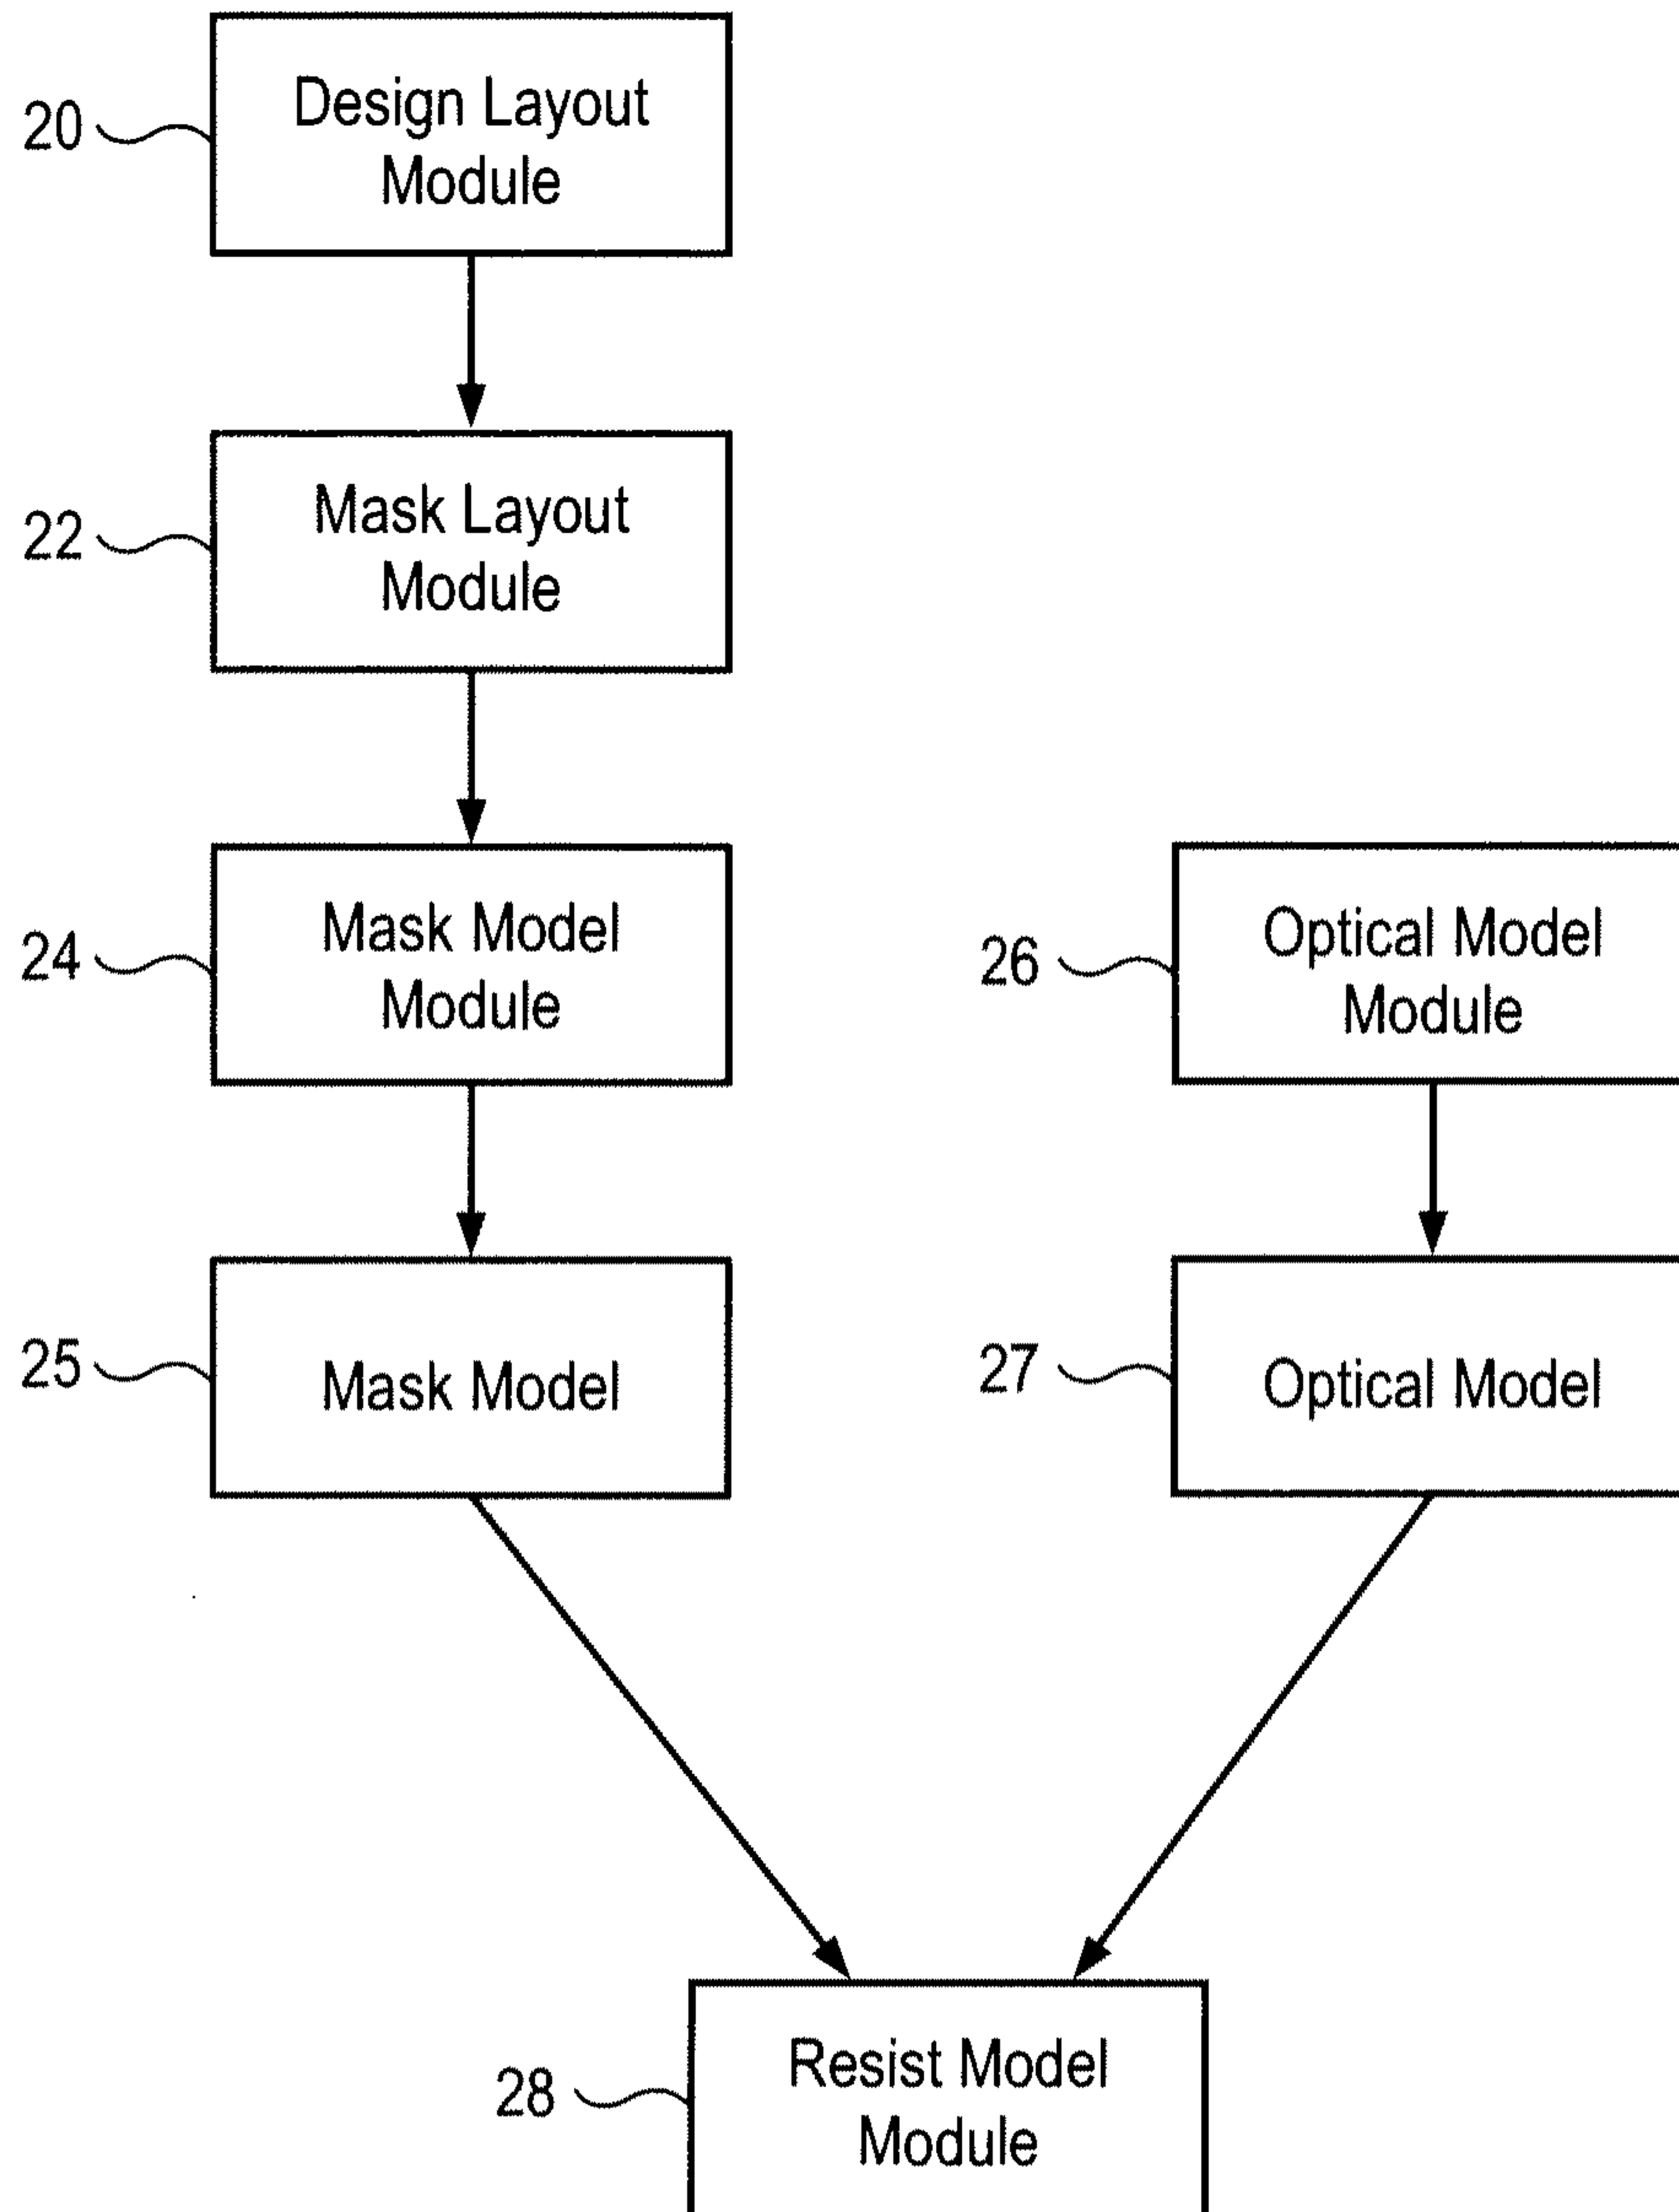 20
Design Layout
Module
22
Mask Layout
Module
24
Mask Model
Module
26
Optical Model
Module
25
Mask Model
27
Optical Model
28
Resist Model
Module